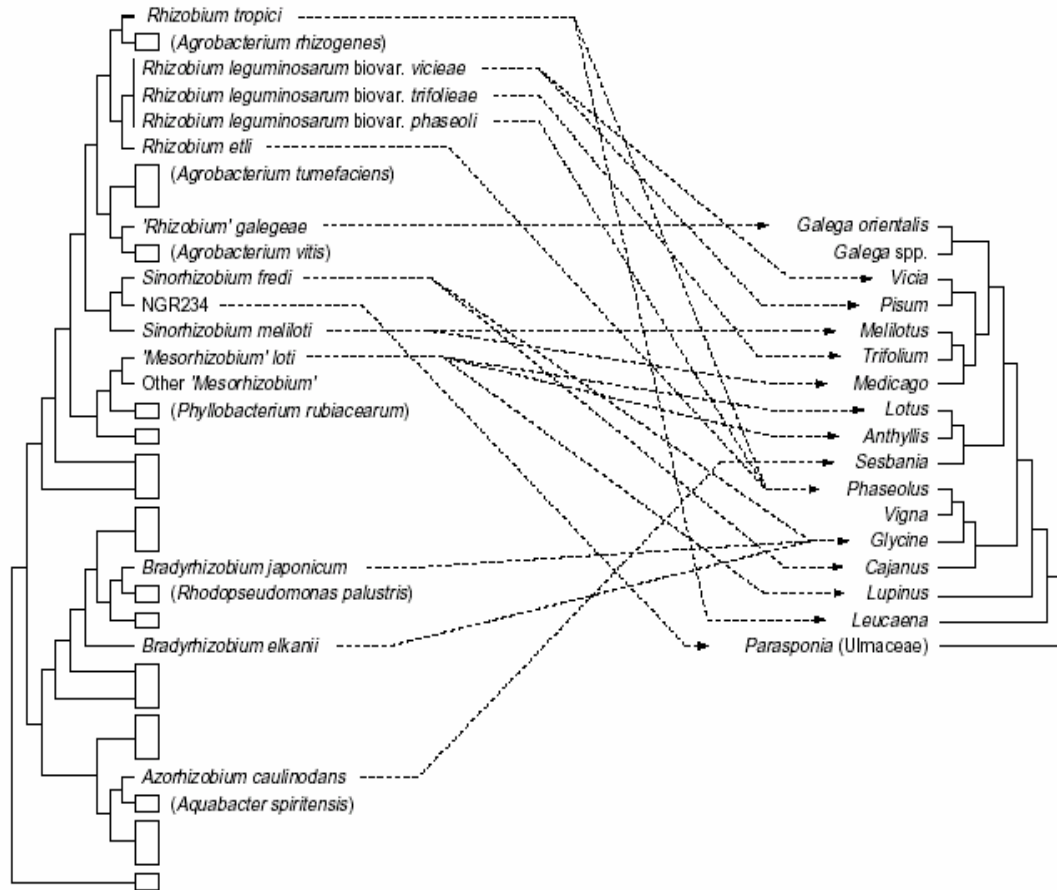 Rhizobium tropici
(Agrobacterium rhizogenes)
Rhizobium leguminosarum biovar. vicieae
Rhizobium leguminosarum biovar. trifolieae
Rhizobium leguminosarum biovar. phaseoli
Rhizobium etli
(Agrobacterium tumefaciens)
'Rhizobium' galegeae
(Agrobacterium vitis)
Sinorhizobium fredi
NGR234
Sinorhizobium meliloti
'Mesorhizobium' loti
Other 'Mesorhizobium'
(Phyllobacterium rubiacearum)
Bradyrhizobium japonicum
(Rhodopseudomonas palustris)
Bradyrhizobium elkanii
Azorhizobium caulinodans
(Aquabacter spiritensis)
Galega orientalis
Galega spp.
Vicia
Pisum
Melilotus
Trifolium
Medicago
Lotus
Anthyllis
Sesbania
Phaseolus
Vigna
Glycine
Cajanus
Lupinus
Leucaena
Parasponia (Ulmaceae)